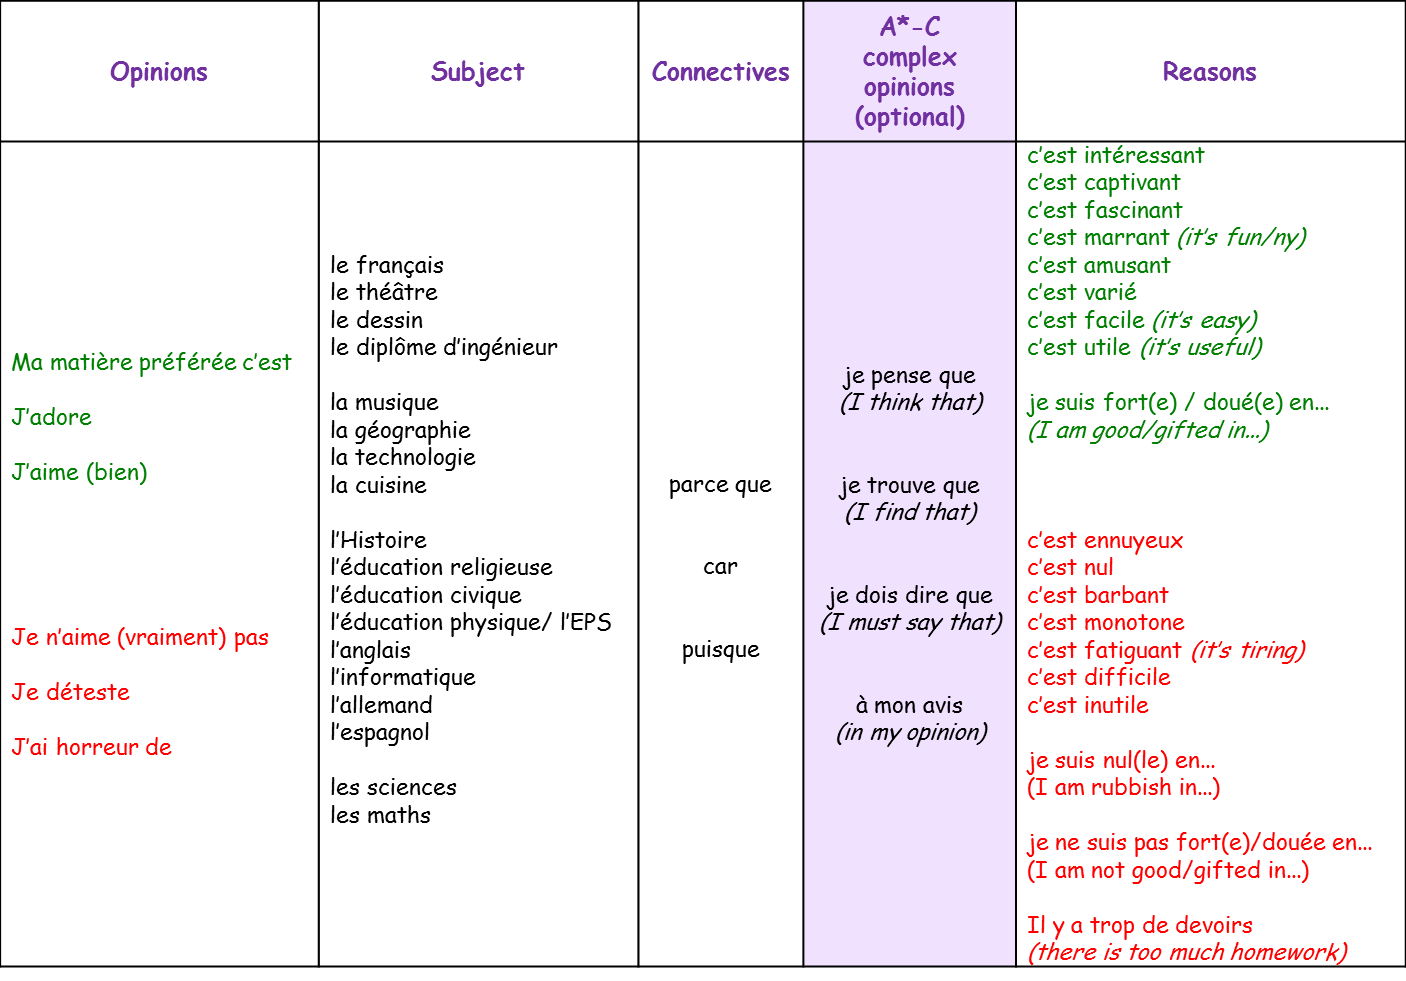 Opinions
Subject
Connectives
A*-C
complex
opinions
(optional)
Reasons
Ma matière préférée c'est
J'adore
J'aime (bien)
Je n'aime (vraiment) pas
Je déteste
J'ai horreur de
le français
le théâtre
le dessin
le diplôme d'ingénieur
la musique
la géographie
la technologie
la cuisine
l'Histoire
l'éducation religieuse
l'éducation civique
l'éducation physique/ l'EPS
l'anglais
l'informatique
l'allemand
l'espagnol
les sciences
les maths
parce que
car
puisque
je pense que
(I think that)
je trouve que
(I find that)
je dois dire que
(I must say that)
à mon avis
(in my opinion)
c'est intéressant
c'est captivant
c'est fascinant
c'est marrant (it's fun/ny)
c'est amusant
c'est varié
c'est facile (it's easy)
c'est utile (it's useful)
je suis fort(e) / doué(e) en...
(I am good/gifted in...)
c'est ennuyeux
c'est nul
c'est barbant
c'est monotone
c'est fatiguant (it's tiring)
c'est difficile
c'est inutile
je suis nul(le) en...
(I am rubbish in...)
je ne suis pas fort(e)/douée en...
(I am not good/gifted in...)
Il y a trop de devoirs
(there is too much homework)